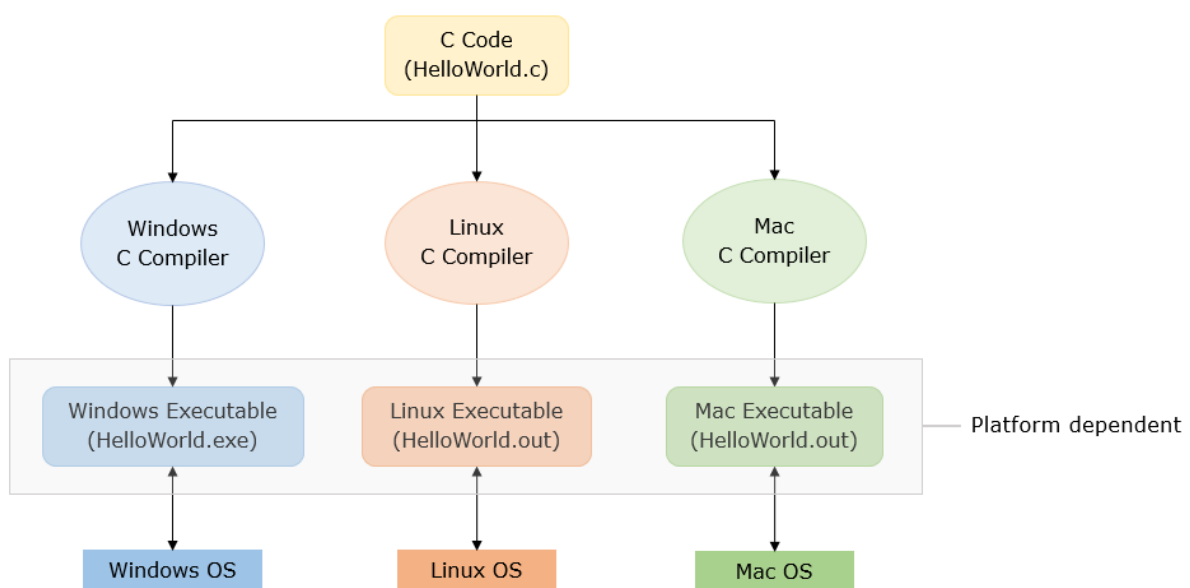 C Code
(HelloWorld.c)
Windows
C Compiler
Linux
C Compiler
Mac
C Compiler
Windows Executable
(HelloWorld.exe)
Linux Executable
(HelloWorld.out)
Mac Executable
(HelloWorld.out)
Platform dependent
Windows OS
Linux OS
Mac OS